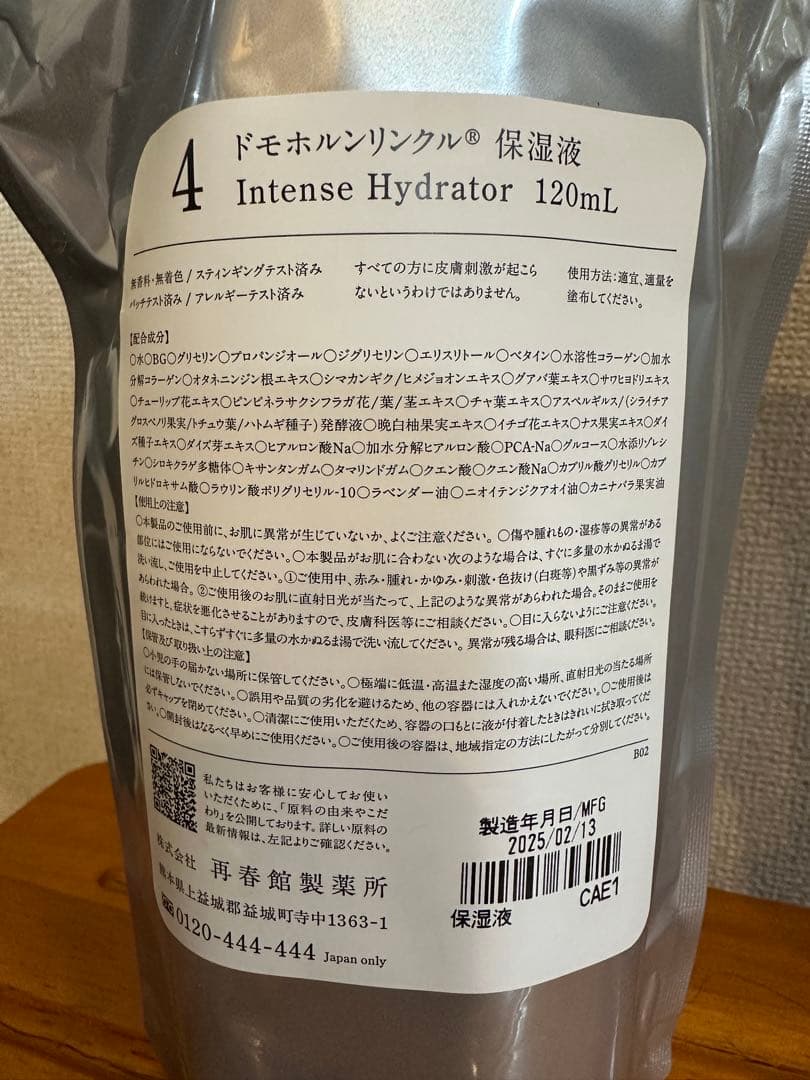 4
ドモホルンリンクル® 保湿液
Intense Hydrator 120mL
無香料・無着色 / スティンギングテスト済み
パッチテスト済み / アレルギーテスト済み
すべての方に皮膚刺激が起こら
ないというわけではありません。
使用方法:適宜、適量を
塗布してください。
【配合成分】
○水○BG○グリセリン○プロパンジオール○ジグリセリン○エリスリトール○ベタイン○水溶性コラーゲン○加水
分解コラーゲン○オタネニンジン根エキス○シマカンギク/ヒメジョオンエキス○グアバ葉エキス○サワヒヨドリエキス
○チューリップ花エキス○ピンピネラサクシフラガ花/葉/茎エキス○チャ葉エキス○アスペルギルス/(シライチア
グロスベノリ果実/トチュウ葉/ハトムギ種子)発酵液○晩白柚果実エキス○イチゴ花エキス○ナス果実エキス○ダイ
ズ種子エキス○ダイズ芽エキス○ヒアルロン酸Na○加水分解ヒアルロン酸○PCA-Na○グルコース○水添リゾレシ
チン○シロキクラゲ多糖体○キサンタンガム○タマリンドガム○クエン酸○クエン酸Na○カプリル酸グリセリル○カプ
リルヒドロキサム酸○ラウリン酸ポリグリセリル-10○ラベンダー油○ニオイテンジクアオイ油○カニナバラ果実油
【使用上の注意】
○本製品のご使用前に、お肌に異常が生じていないか、よくご注意ください。○傷や腫れもの・湿疹等の異常がある
部位にはご使用にならないでください。○本製品がお肌に合わない次のような場合は、すぐに多量の水かぬるま湯で
洗い流し、ご使用を中止してください。①ご使用中、赤み・腫れ・かゆみ・刺激・色抜け(白斑等)や黒ずみ等の異常が
あらわれた場合。②ご使用後のお肌に直射日光が当たって、上記のような異常があらわれた場合。そのままご使用を
続けますと、症状を悪化させることがありますので、皮膚科医等にご相談ください。○目に入らないようにご注意ください。
目に入ったときは、こすらずすぐに多量の水かぬるま湯で洗い流してください。異常が残る場合は、眼科医にご相談ください。
【保管及び取り扱い上の注意】
○小児の手の届かない場所に保管してください。○極端に低温・高温また湿度の高い場所、直射日光の当たる場所
には保管しないでください。○誤用や品質の劣化を避けるため、他の容器には入れかえないでください。○ご使用後は
必ずキャップを閉めてください。○清潔にご使用いただくため、容器の口もとに液が付着したときはきれいに拭き取ってくだ
さい。○開封後はなるべく早めにご使用ください。○ご使用後の容器は、地域指定の方法にしたがって分別してください。
B02
私たちはお客様に安心してお使い
いただくために、「原料の由来やこだ
わり」を公開しております。詳しい原料の
最新情報は、左記よりご確認ください。
株式会社 再春館製薬所
熊本県上益城郡益城町寺中1363-1
0120-444-444 Japan only
製造年月日/MFG
2025/02/13
保湿液
CAE1